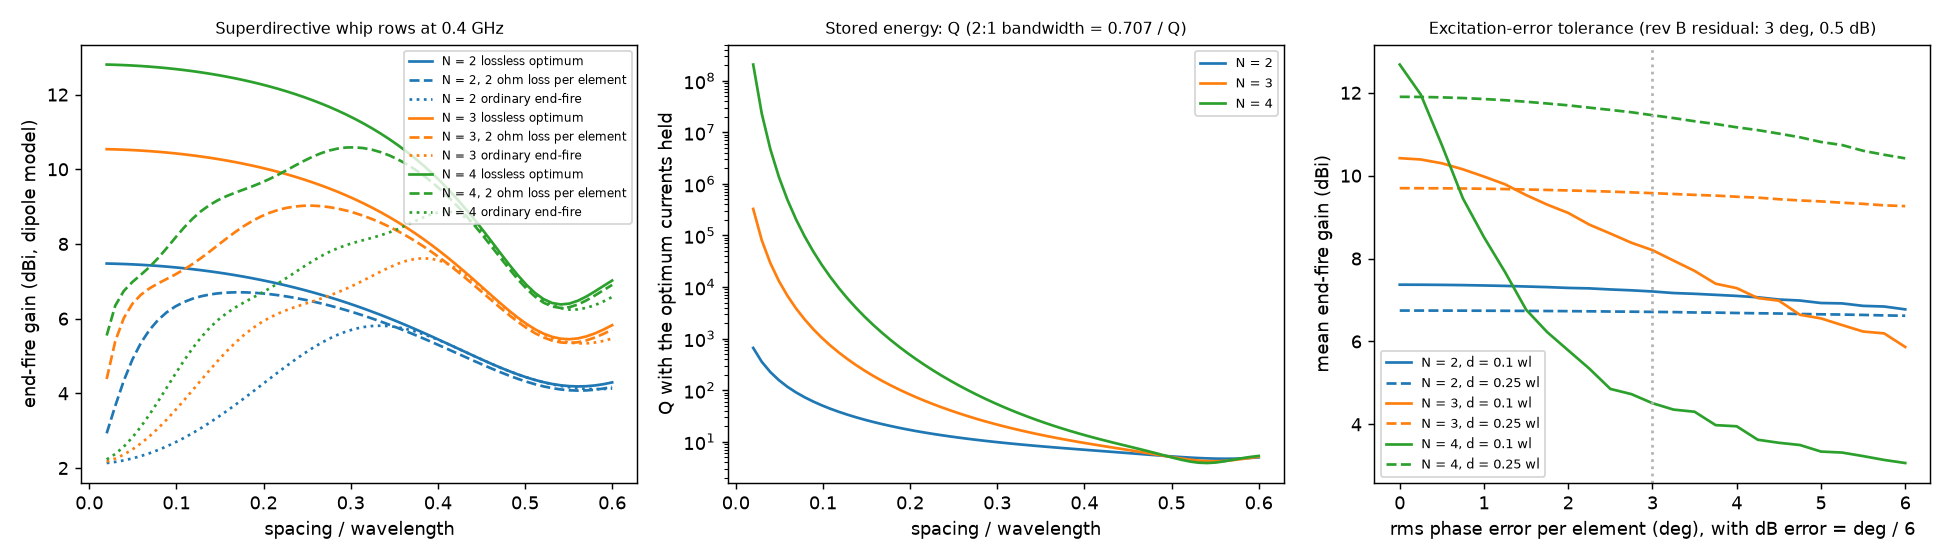 Superdirective whip rows at 0.4 GHz
end-fire gain (dBi, dipole model)
12
10
8
6
4
2
N = 2 lossless optimum
N = 2, 2 ohm loss per element
N = 2 ordinary end-fire
N = 3 lossless optimum
N = 3, 2 ohm loss per element
N = 3 ordinary end-fire
N = 4 lossless optimum
N = 4, 2 ohm loss per element
N = 4 ordinary end-fire
0.0 0.1 0.2 0.3 0.4 0.5 0.6
spacing / wavelength
Stored energy: Q (2:1 bandwidth = 0.707 / Q)
Q with the optimum currents held
10^8
10^7
10^6
10^5
10^4
10^3
10^2
10^1
N = 2
N = 3
N = 4
0.0 0.1 0.2 0.3 0.4 0.5 0.6
spacing / wavelength
Excitation-error tolerance (rev B residual: 3 deg, 0.5 dB)
mean end-fire gain (dBi)
12
10
8
6
4
N = 2, d = 0.1 wl
N = 2, d = 0.25 wl
N = 3, d = 0.1 wl
N = 3, d = 0.25 wl
N = 4, d = 0.1 wl
N = 4, d = 0.25 wl
0 1 2 3 4 5 6
rms phase error per element (deg), with dB error = deg / 6